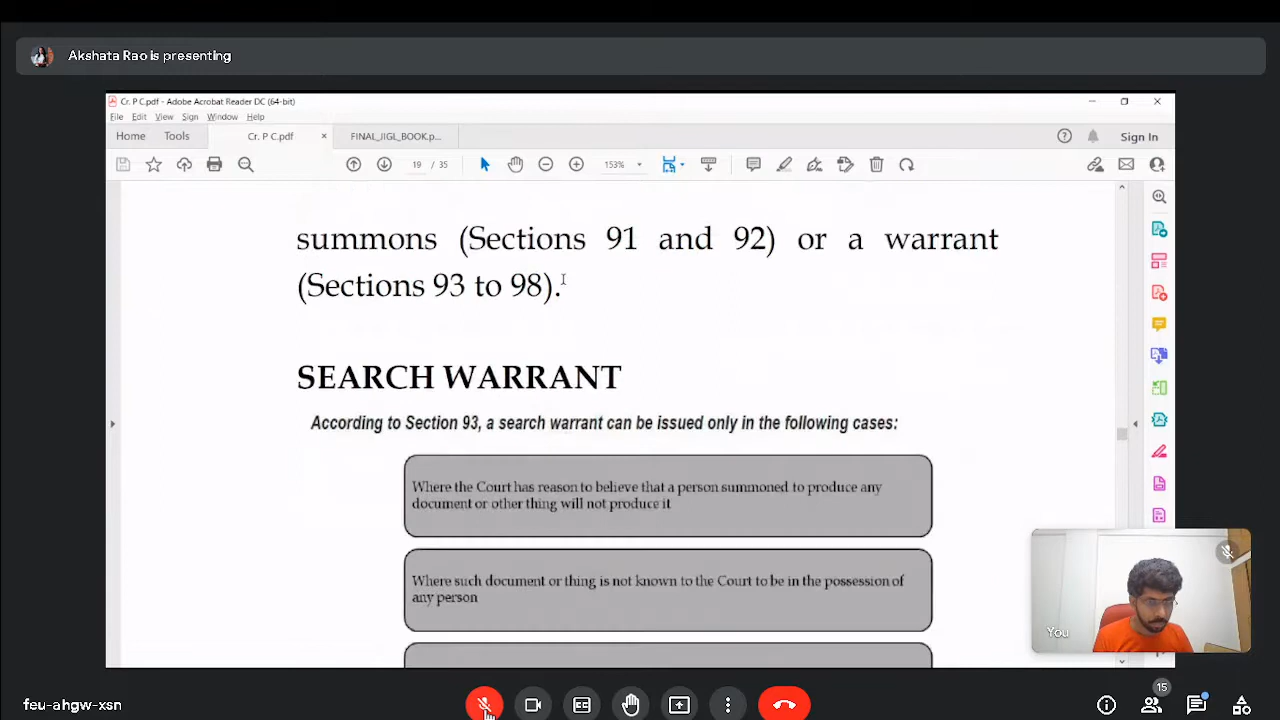 Akshata Rao is presenting
Cr. P C.pdf - Adobe Acrobat Reader DC (64-bit)
File Edit View Sign Window Help
Home Tools Cr. P C.pdf × FINAL_JIGL_BOOK.p... Sign In
19 / 35 153%
summons (Sections 91 and 92) or a warrant
(Sections 93 to 98).
SEARCH WARRANT
According to Section 93, a search warrant can be issued only in the following cases:
Where the Court has reason to believe that a person summoned to produce any
document or other thing will not produce it
Where such document or thing is not known to the Court to be in the possession of
any person
You
feu-ahgw-xsn
15